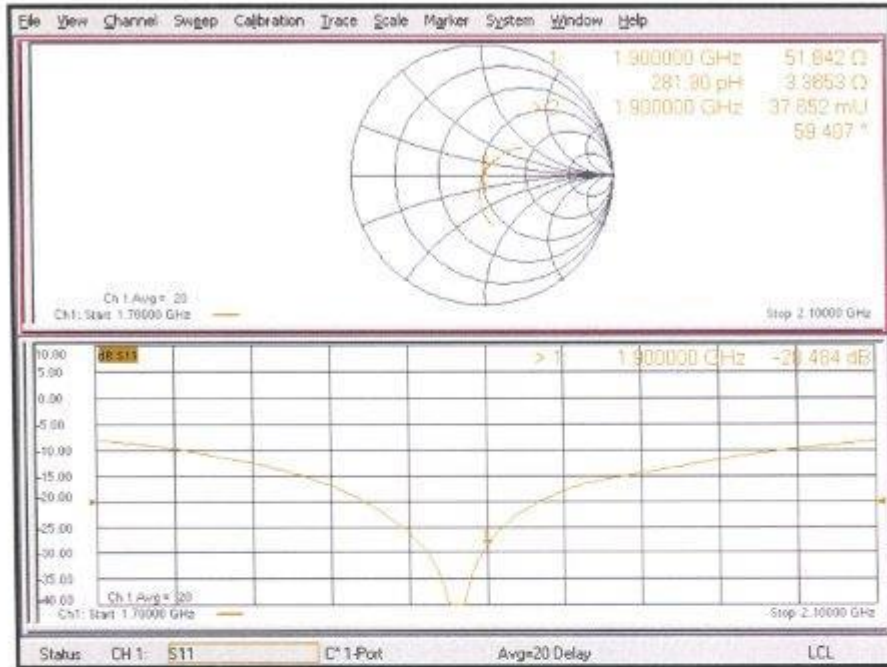 File View Channel Sweep Calibration Trace Scale Marker System Window Help
1: 1.900000 GHz 51.842 Ω
281.90 pH 3.3653 Ω
> 2: 1.900000 GHz 37.652 mU
59.407 °
Ch 1 Avg = 20
Ch1: Start 1.70000 GHz
Stop 2.10000 GHz
10.00 dB S11
> 1: 1.900000 GHz -28.484 dB
5.00
0.00
-5.00
-10.00
-15.00
-20.00
-25.00
-30.00
-35.00
-40.00
Ch 1 Avg = 20
Ch1: Start 1.70000 GHz
Stop 2.10000 GHz
Status CH 1: S11 C* 1-Port Avg=20 Delay LCL